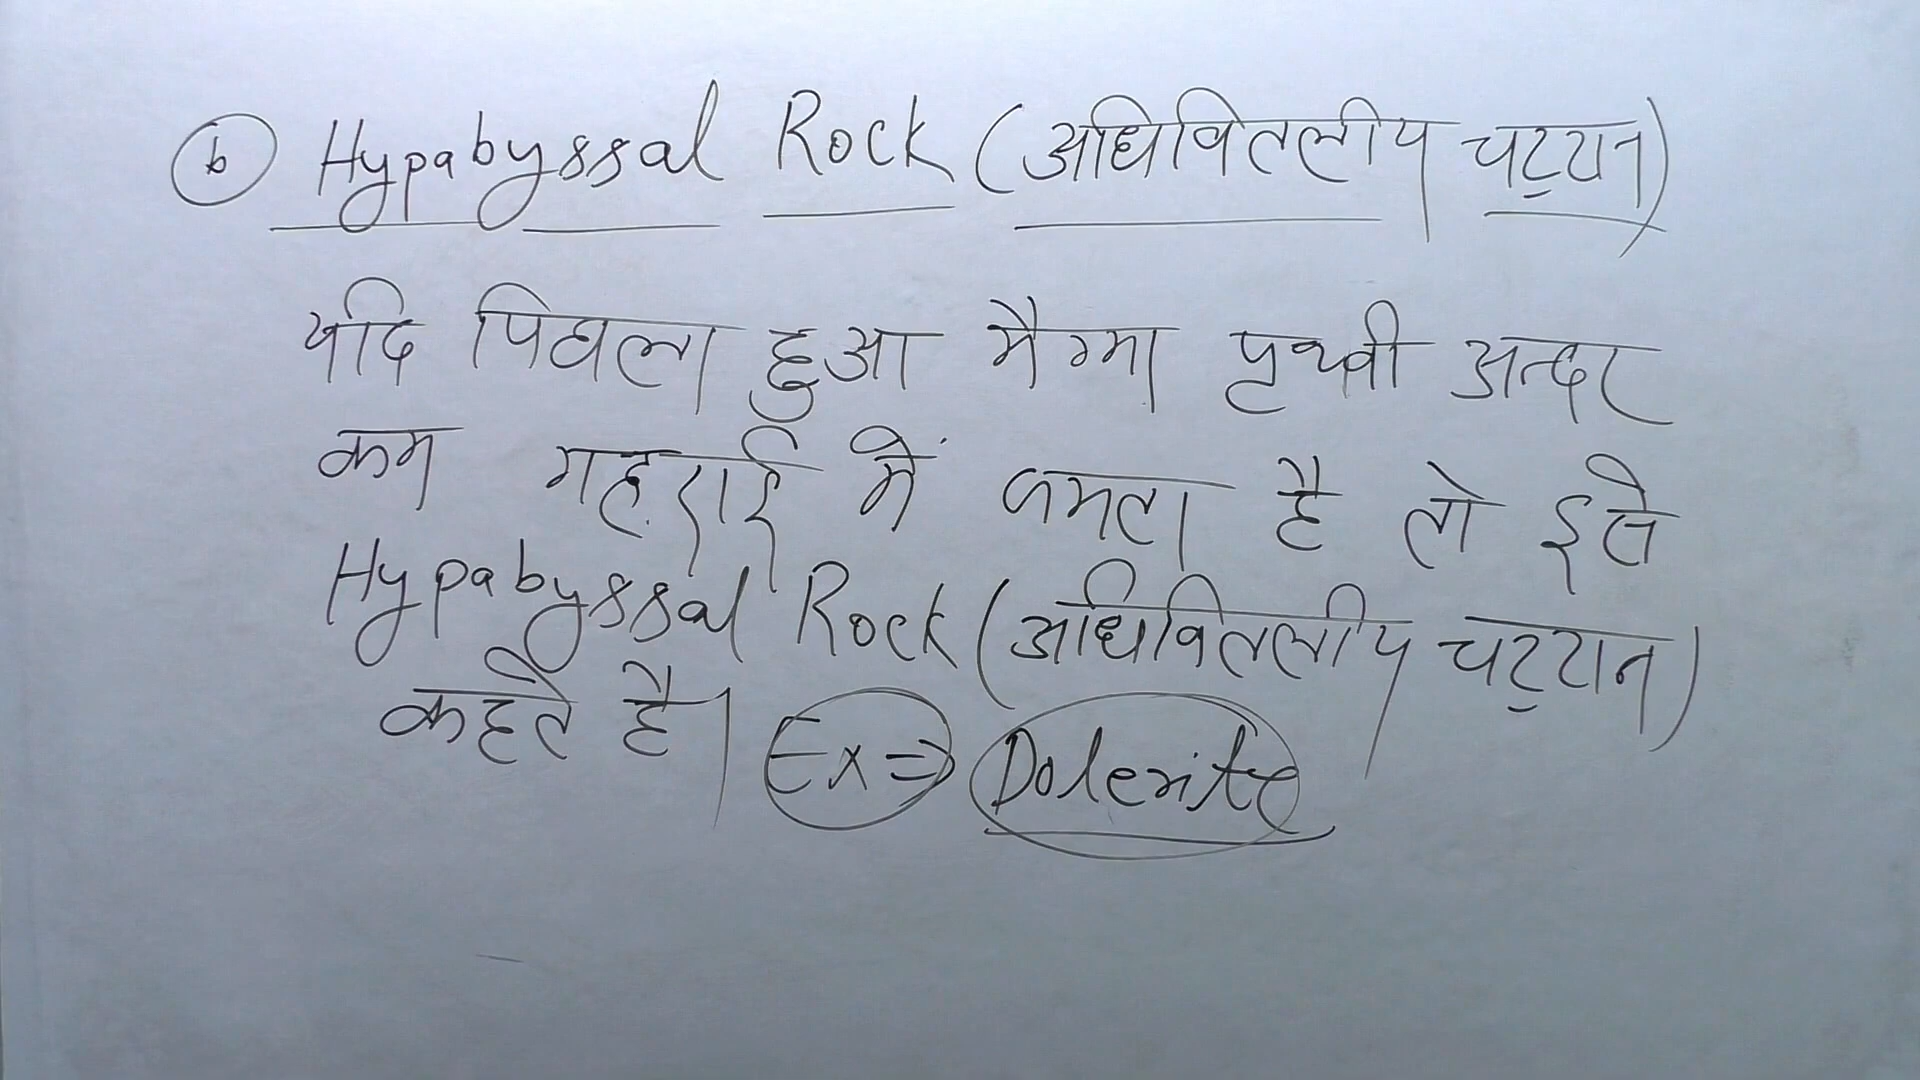 (b) Hypabyssal Rock (अधिवितलीय चट्टान)
यदि पिघला हुआ मैग्मा पृथ्वी अन्दर
कम गहराई में जमता है तो इसे
Hypabyssal Rock (अधिवितलीय चट्टान)
कहते है। Ex⇒ Dolerite